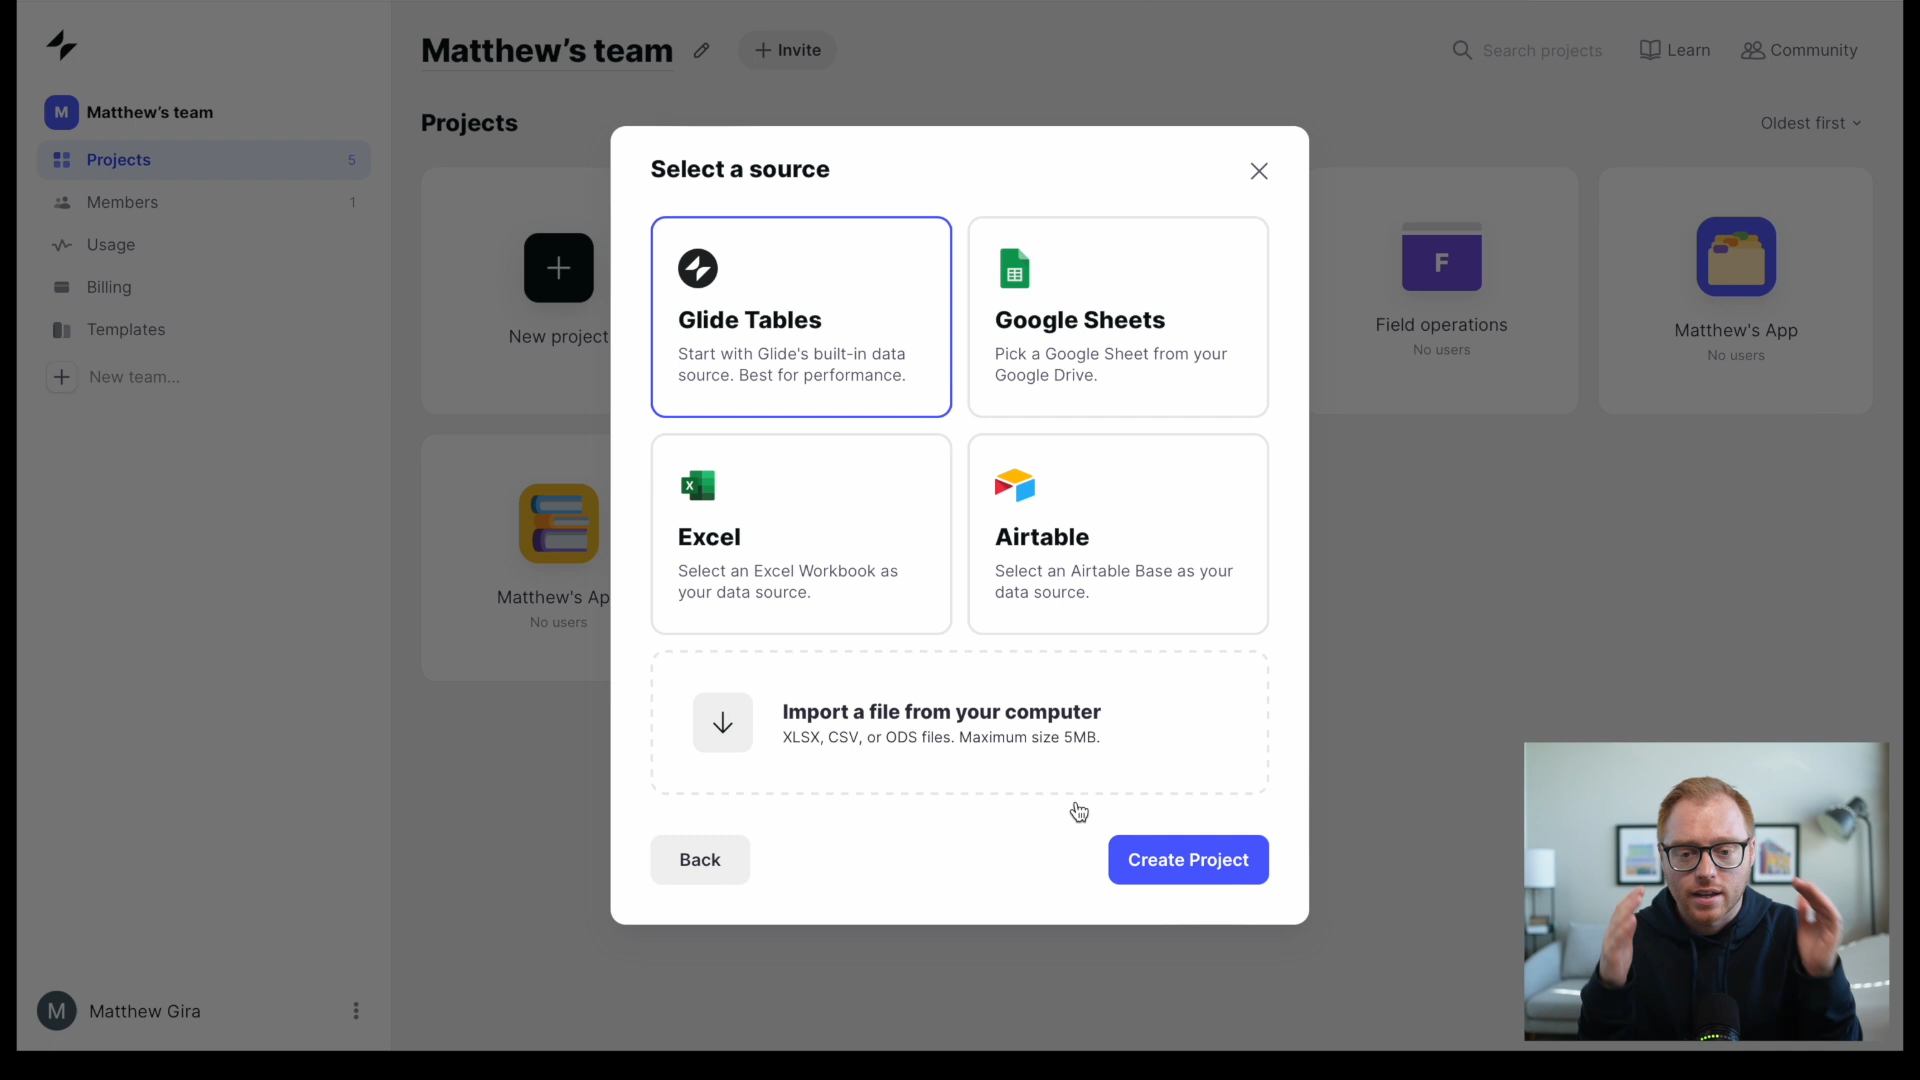 Matthew's team
Invite
Search projects
Learn
Community
M
Matthew's team
Projects
5
Members
1
Usage
Billing
Templates
New team...
Projects
Oldest first
New project
F
Field operations
No users
Matthew's App
No users
Matthew's Ap
No users
Select a source
Glide Tables
Start with Glide's built-in data
source. Best for performance.
Google Sheets
Pick a Google Sheet from your
Google Drive.
X
Excel
Select an Excel Workbook as
your data source.
Airtable
Select an Airtable Base as your
data source.
Import a file from your computer
XLSX, CSV, or ODS files. Maximum size 5MB.
Back
Create Project
M
Matthew Gira